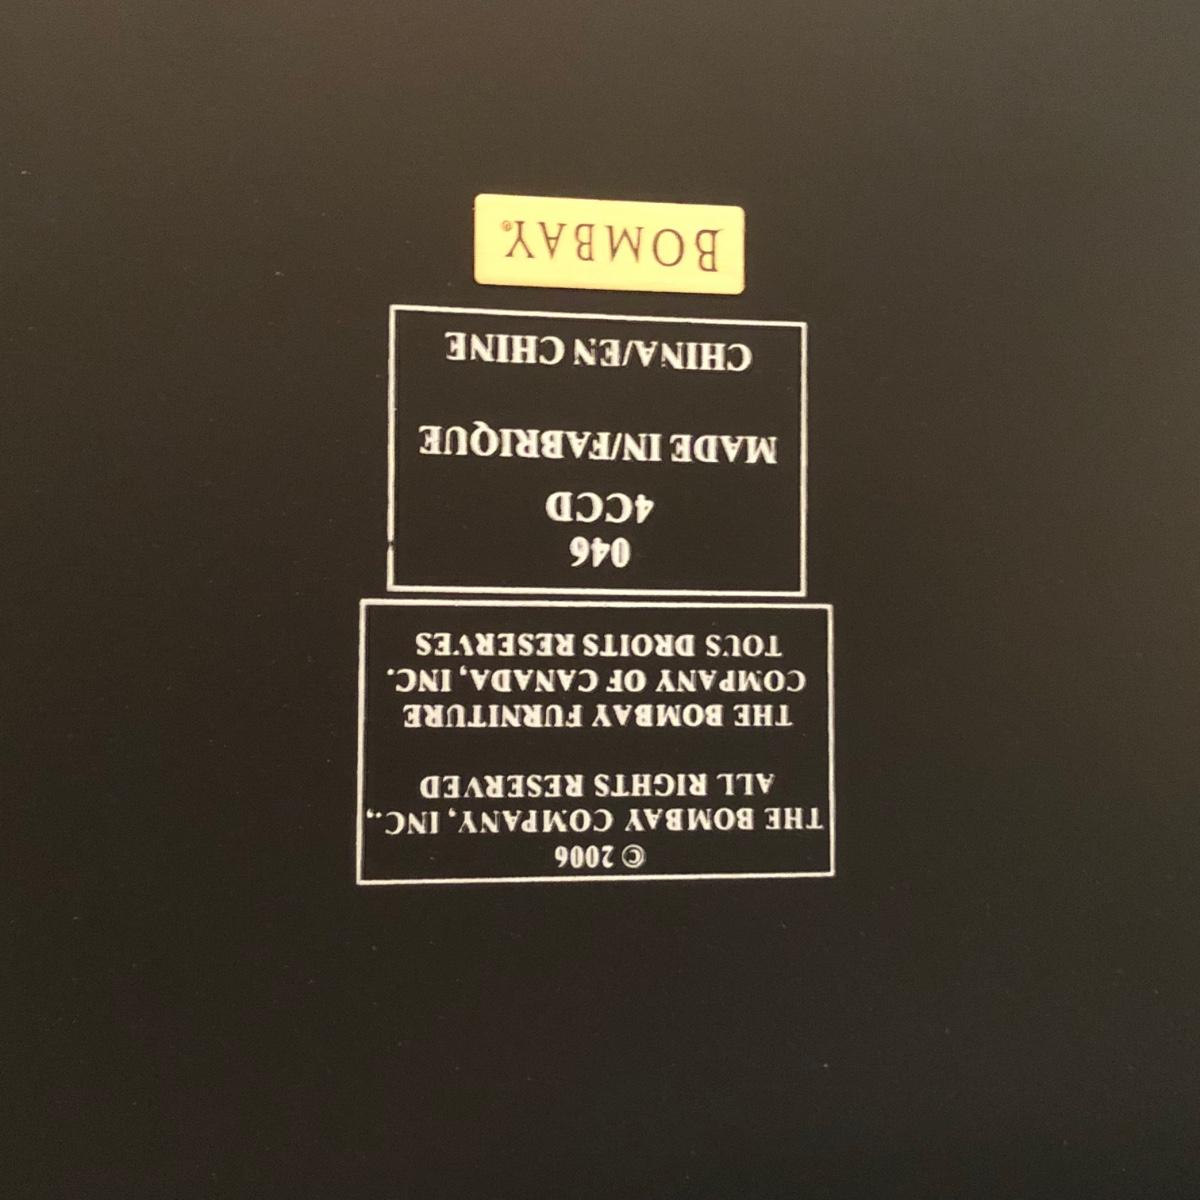 © 2006
THE BOMBAY COMPANY, INC.,
ALL RIGHTS RESERVED
THE BOMBAY FURNITURE
COMPANY OF CANADA, INC.
TOUS DROITS RESERVES
046
4CCD
MADE IN/FABRIQUE
CHINA/EN CHINE
BOMBAY®